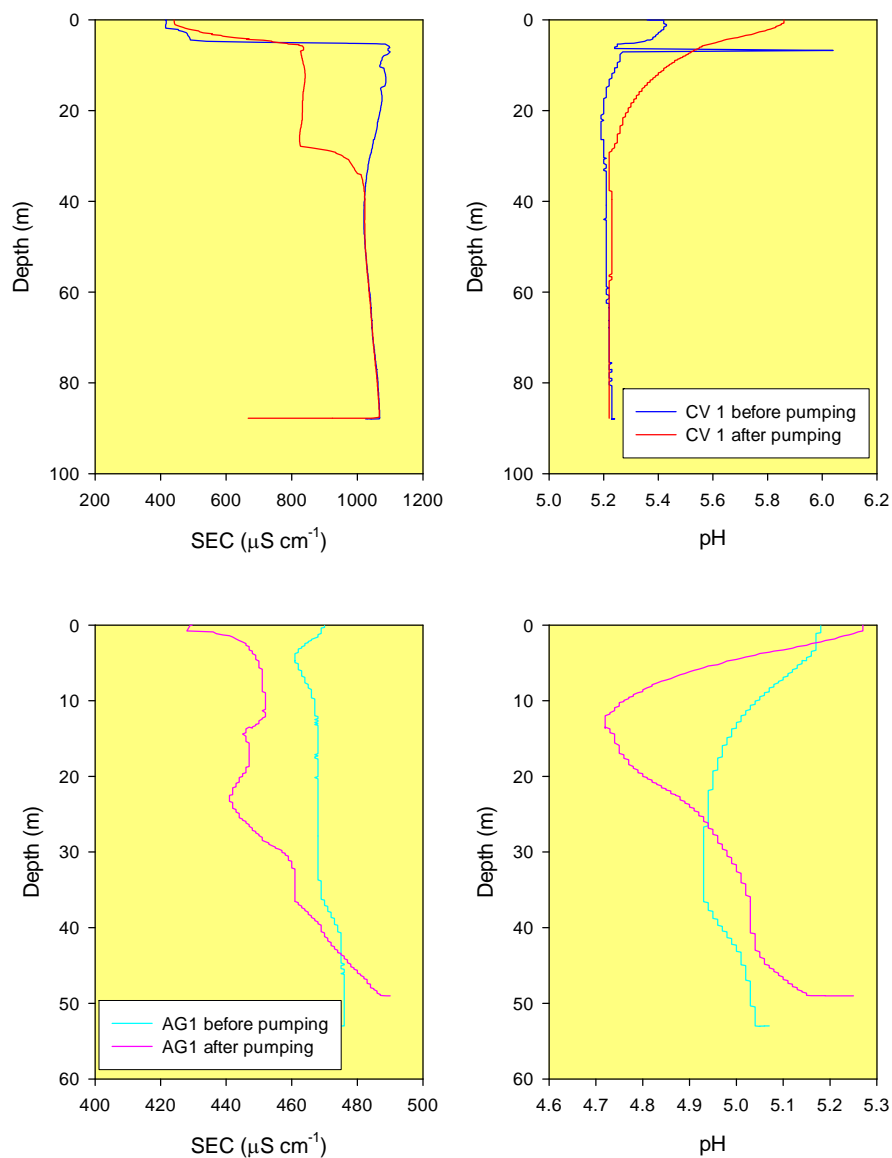 0
20
40
60
80
100
Depth (m)
200 400 600 800 1000 1200
SEC (μS cm-1)
0
20
40
60
80
100
Depth (m)
CV 1 before pumping
CV 1 after pumping
5.0 5.2 5.4 5.6 5.8 6.0 6.2
pH
0
10
20
30
40
50
60
Depth (m)
AG1 before pumping
AG1 after pumping
400 420 440 460 480 500
SEC (μS cm-1)
0
10
20
30
40
50
60
Depth (m)
4.6 4.7 4.8 4.9 5.0 5.1 5.2 5.3
pH